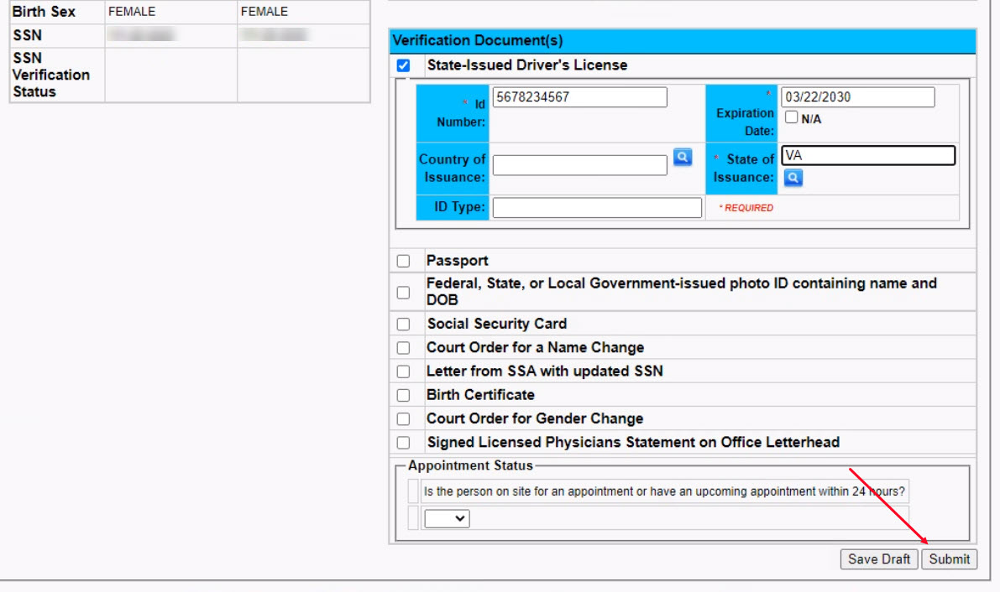 Birth Sex FEMALE FEMALE
SSN
SSN
Verification
Status
Verification Document(s)
State-Issued Driver's License
* Id
Number:
5678234567
*
Expiration
Date:
03/22/2030
N/A
Country of
Issuance:
* State of
Issuance:
VA
ID Type:
* REQUIRED
Passport
Federal, State, or Local Government-issued photo ID containing name and
DOB
Social Security Card
Court Order for a Name Change
Letter from SSA with updated SSN
Birth Certificate
Court Order for Gender Change
Signed Licensed Physicians Statement on Office Letterhead
Appointment Status
Is the person on site for an appointment or have an upcoming appointment within 24 hours?
Save Draft Submit